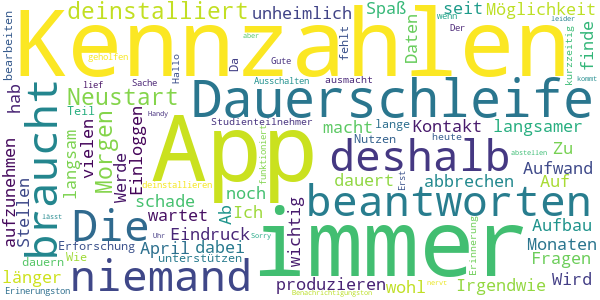 deinstalliert
unheimlich
Spaß
seit
Möglichkeit
Kennzahlen
bearbeiten
geholfen
aber
Da
Gute
fehlt
Daten
wenn
Der
finde
kurzzeitig
leider
Hallo
Ausschalten
ausmacht
kommt
hab
braucht
Neustart
lief
Sache
Dauerschleife
Teil
Handy
Studienteilnehmer
App
aufzunehmen
Stellen
langsam
vielen
Morgen
Werde
Einloggen
funktioniert
macht
lange
Kontakt
langsamer
Nutzen
heute
Zu
deshalb
abstellen
deinstallieren
dauert
abbrechen
Erst
Aufwand
Auf
schade
noch
beantworten
Die
wartet
Ab
Ich
wichtig
Eindruck
Erinnerung
Aufbau
Erforschung
April
dabei
immer
Monaten
dauern
Wie
unterstützen
Fragen
länger
niemand
Uhr
Sorry
lässt
produzieren
wohl
nervt
Irgendwie
Wird
Erinerungston
Benachrichtigungston